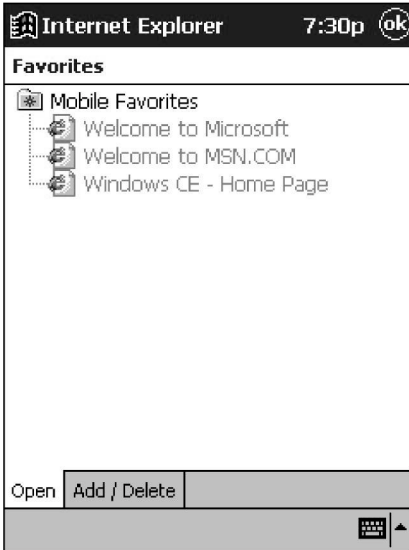 Internet Explorer 7:30p ok
Favorites
Mobile Favorites
Welcome to Microsoft
Welcome to MSN.COM
Windows CE - Home Page
Open Add / Delete